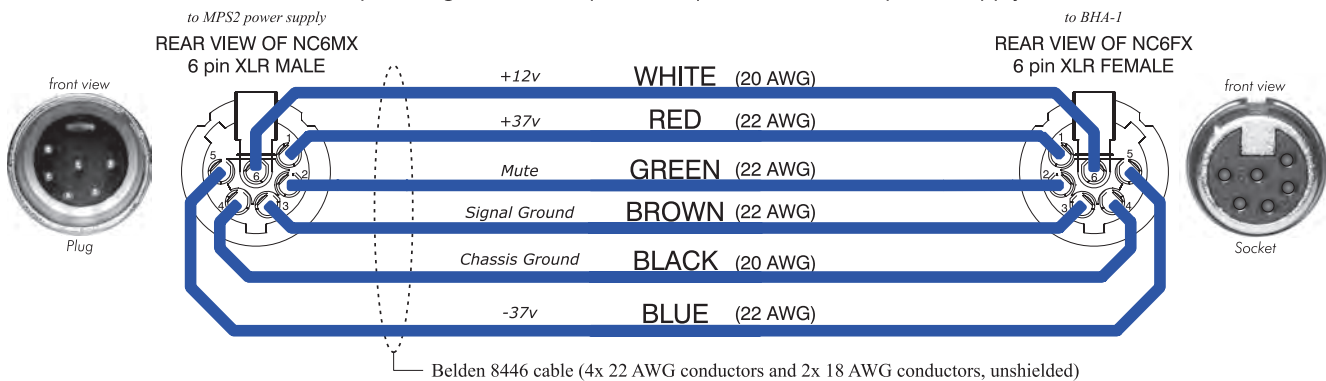 to MPS2 power supply
REAR VIEW OF NC6MX
6 pin XLR MALE
front view
Plug
to BHA-1
REAR VIEW OF NC6FX
6 pin XLR FEMALE
front view
Socket
+12v WHITE (20 AWG)
+37v RED (22 AWG)
Mute GREEN (22 AWG)
Signal Ground BROWN (22 AWG)
Chassis Ground BLACK (20 AWG)
-37v BLUE (22 AWG)
1
2
3
4
5
6
1
2
3
4
5
6
Belden 8446 cable (4x 22 AWG conductors and 2x 18 AWG conductors, unshielded)